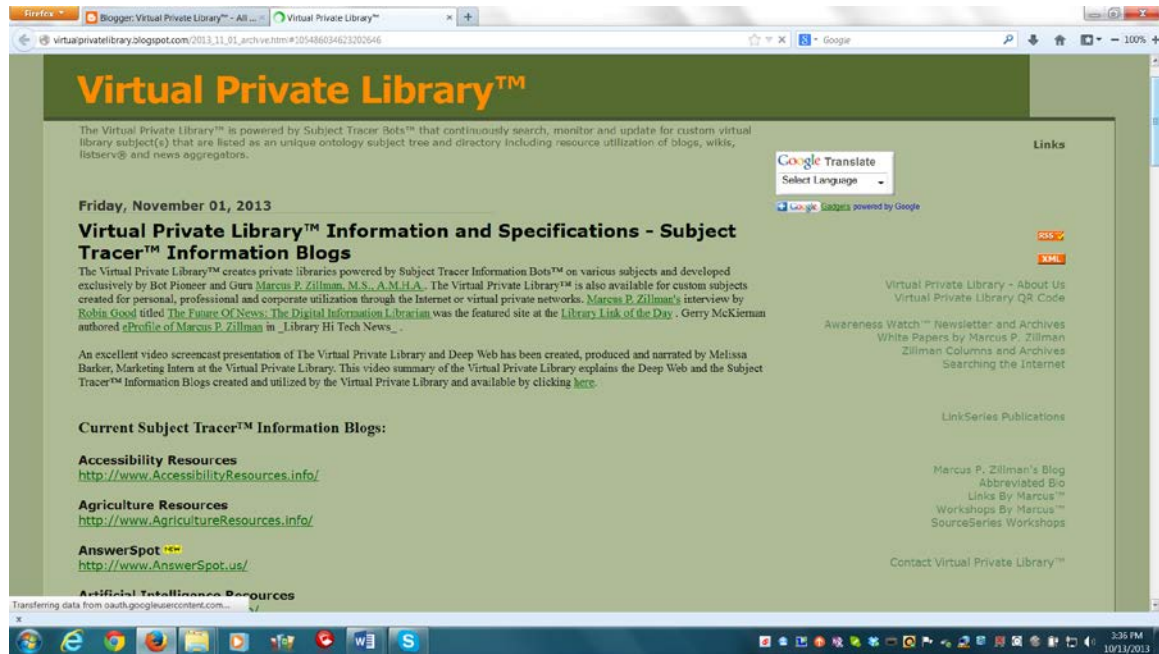 Firefox
Blogger: Virtual Private Library™ - All ...
Virtual Private Library™
virtualprivatelibrary.blogspot.com/2013_11_01_archive.html#105486034623202646
Google
100%
Virtual Private Library™
The Virtual Private Library™ is powered by Subject Tracer Bots™ that continuously search, monitor and update for custom virtual
library subject(s) that are listed as an unique ontology subject tree and directory including resource utilization of blogs, wikis,
listserv® and news aggregators.
Links
Google Translate
Select Language
Google Gadgets powered by Google
Friday, November 01, 2013
Virtual Private Library™ Information and Specifications - Subject
Tracer™ Information Blogs
The Virtual Private Library™ creates private libraries powered by Subject Tracer Information Bots™ on various subjects and developed
exclusively by Bot Pioneer and Guru Marcus P. Zillman, M.S., A.M.H.A.. The Virtual Private Library™ is also available for custom subjects
created for personal, professional and corporate utilization through the Internet or virtual private networks. Marcus P. Zillman's interview by
Robin Good titled The Future Of News: The Digital Information Librarian was the featured site at the Library Link of the Day . Gerry McKiernan
authored eProfile of Marcus P. Zillman in _Library Hi Tech News_ .
An excellent video screencast presentation of The Virtual Private Library and Deep Web has been created, produced and narrated by Melissa
Barker, Marketing Intern at the Virtual Private Library. This video summary of the Virtual Private Library explains the Deep Web and the Subject
Tracer™ Information Blogs created and utilized by the Virtual Private Library and available by clicking here.
Current Subject Tracer™ Information Blogs:
Accessibility Resources
http://www.AccessibilityResources.info/
Agriculture Resources
http://www.AgricultureResources.info/
AnswerSpot NEW
http://www.AnswerSpot.us/
Artificial Intelligence Resources
RSS
XML
Virtual Private Library - About Us
Virtual Private Library QR Code
Awareness Watch™ Newsletter and Archives
White Papers by Marcus P. Zillman
Zillman Columns and Archives
Searching the Internet
LinkSeries Publications
Marcus P. Zillman's Blog
Abbreviated Bio
Links By Marcus™
Workshops By Marcus™
SourceSeries Workshops
Contact Virtual Private Library™
Transferring data from oauth.googleusercontent.com...
x
3:36 PM
10/13/2013